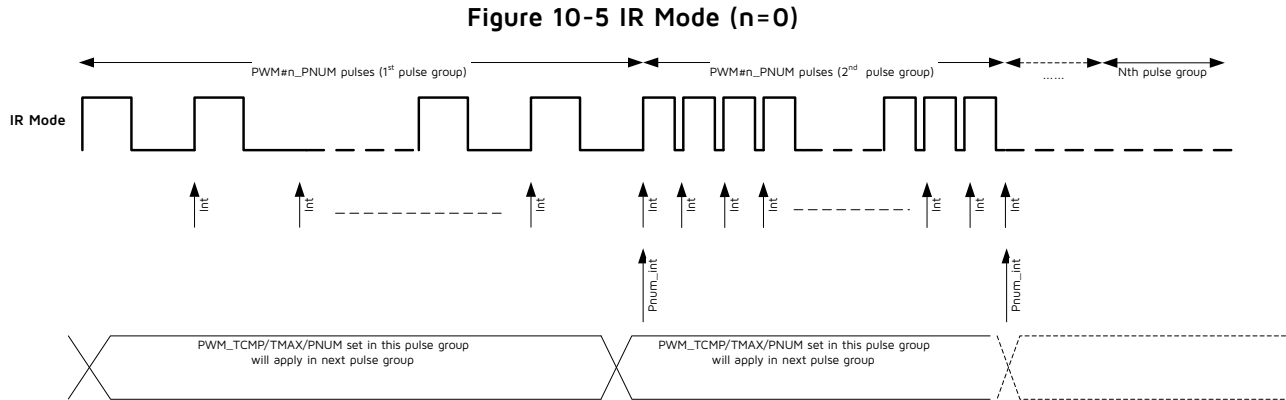 Figure 10-5 IR Mode (n=0)
PWM#n_PNUM pulses (1st pulse group)
PWM#n_PNUM pulses (2nd pulse group)
......
Nth pulse group
IR Mode
Int
Int
Int
Int
Int
Int
Int
Int
Int
Int
Pnum_int
Pnum_int
PWM_TCMP/TMAX/PNUM set in this pulse group
will apply in next pulse group
PWM_TCMP/TMAX/PNUM set in this pulse group
will apply in next pulse group